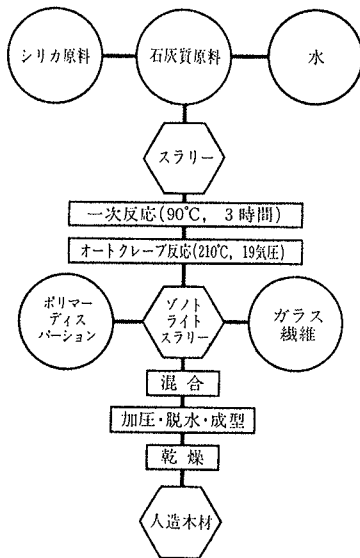 シリカ原料
石灰質原料
水
スラリー
一次反応(90℃, 3時間)
オートクレーブ反応(210℃, 19気圧)
ポリマー
ディス
パーション
ゾノト
ライト
スラリー
ガラス
繊維
混合
加圧・脱水・成型
乾燥
人造木材